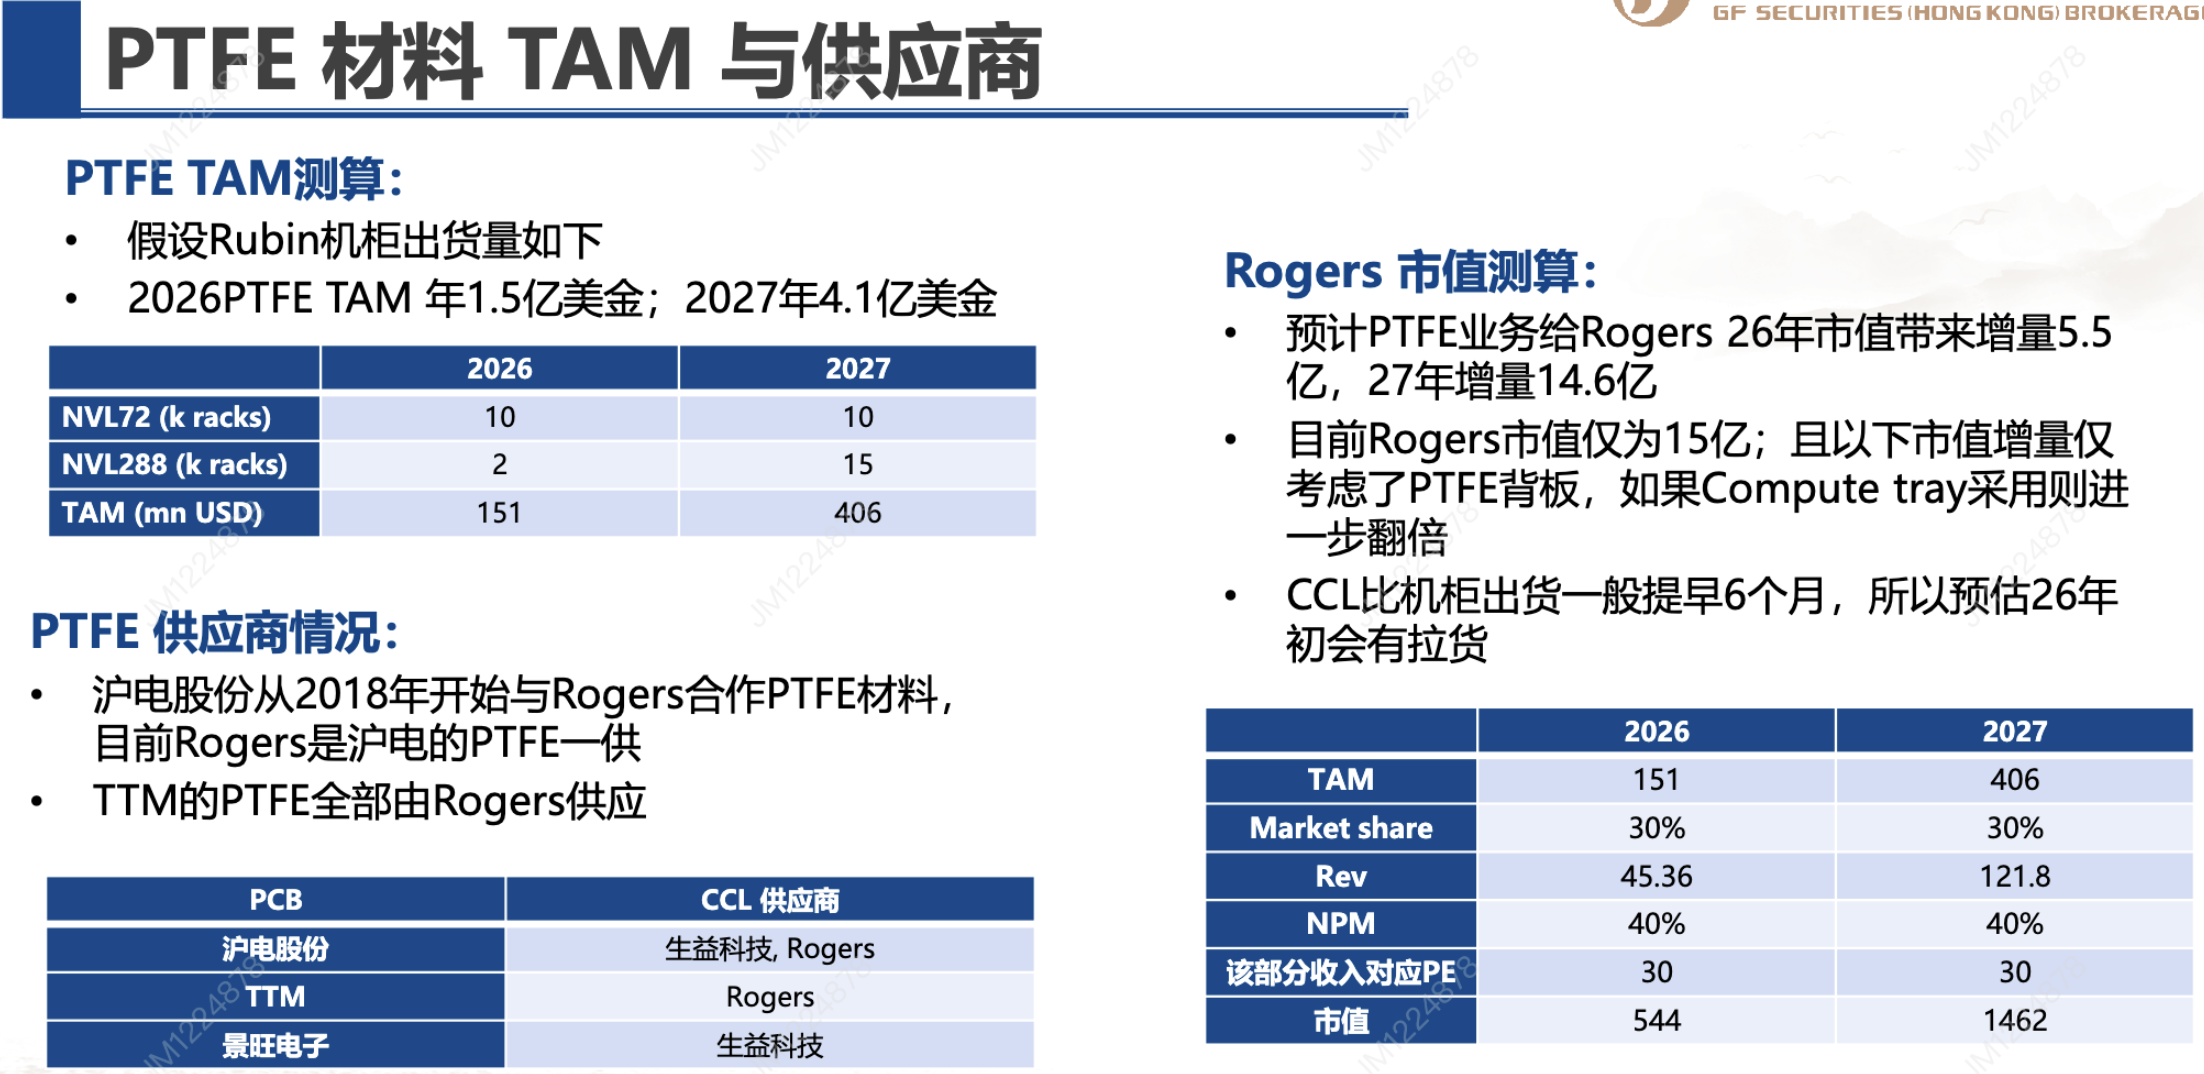 GF SECURITIES (HONG KONG) BROKERAG
PTFE 材料 TAM 与供应商
PTFE TAM测算：
• 假设Rubin机柜出货量如下
• 2026PTFE TAM 年1.5亿美金；2027年4.1亿美金
2026 2027
NVL72 (k racks) 10 10
NVL288 (k racks) 2 15
TAM (mn USD) 151 406
PTFE 供应商情况：
• 沪电股份从2018年开始与Rogers合作PTFE材料，
目前Rogers是沪电的PTFE一供
• TTM的PTFE全部由Rogers供应
PCB CCL 供应商
沪电股份 生益科技, Rogers
TTM Rogers
景旺电子 生益科技
Rogers 市值测算：
• 预计PTFE业务给Rogers 26年市值带来增量5.5
亿，27年增量14.6亿
• 目前Rogers市值仅为15亿；且以下市值增量仅
考虑了PTFE背板，如果Compute tray采用则进
一步翻倍
• CCL比机柜出货一般提早6个月，所以预估26年
初会有拉货
2026 2027
TAM 151 406
Market share 30% 30%
Rev 45.36 121.8
NPM 40% 40%
该部分收入对应PE 30 30
市值 544 1462
JM1224878
JM1224878
JM1224878
JM1224878
JM1224878
JM1224878
JM1224878
JM1224878
JM1224878
JM1224878
JM1224878
JM1224878